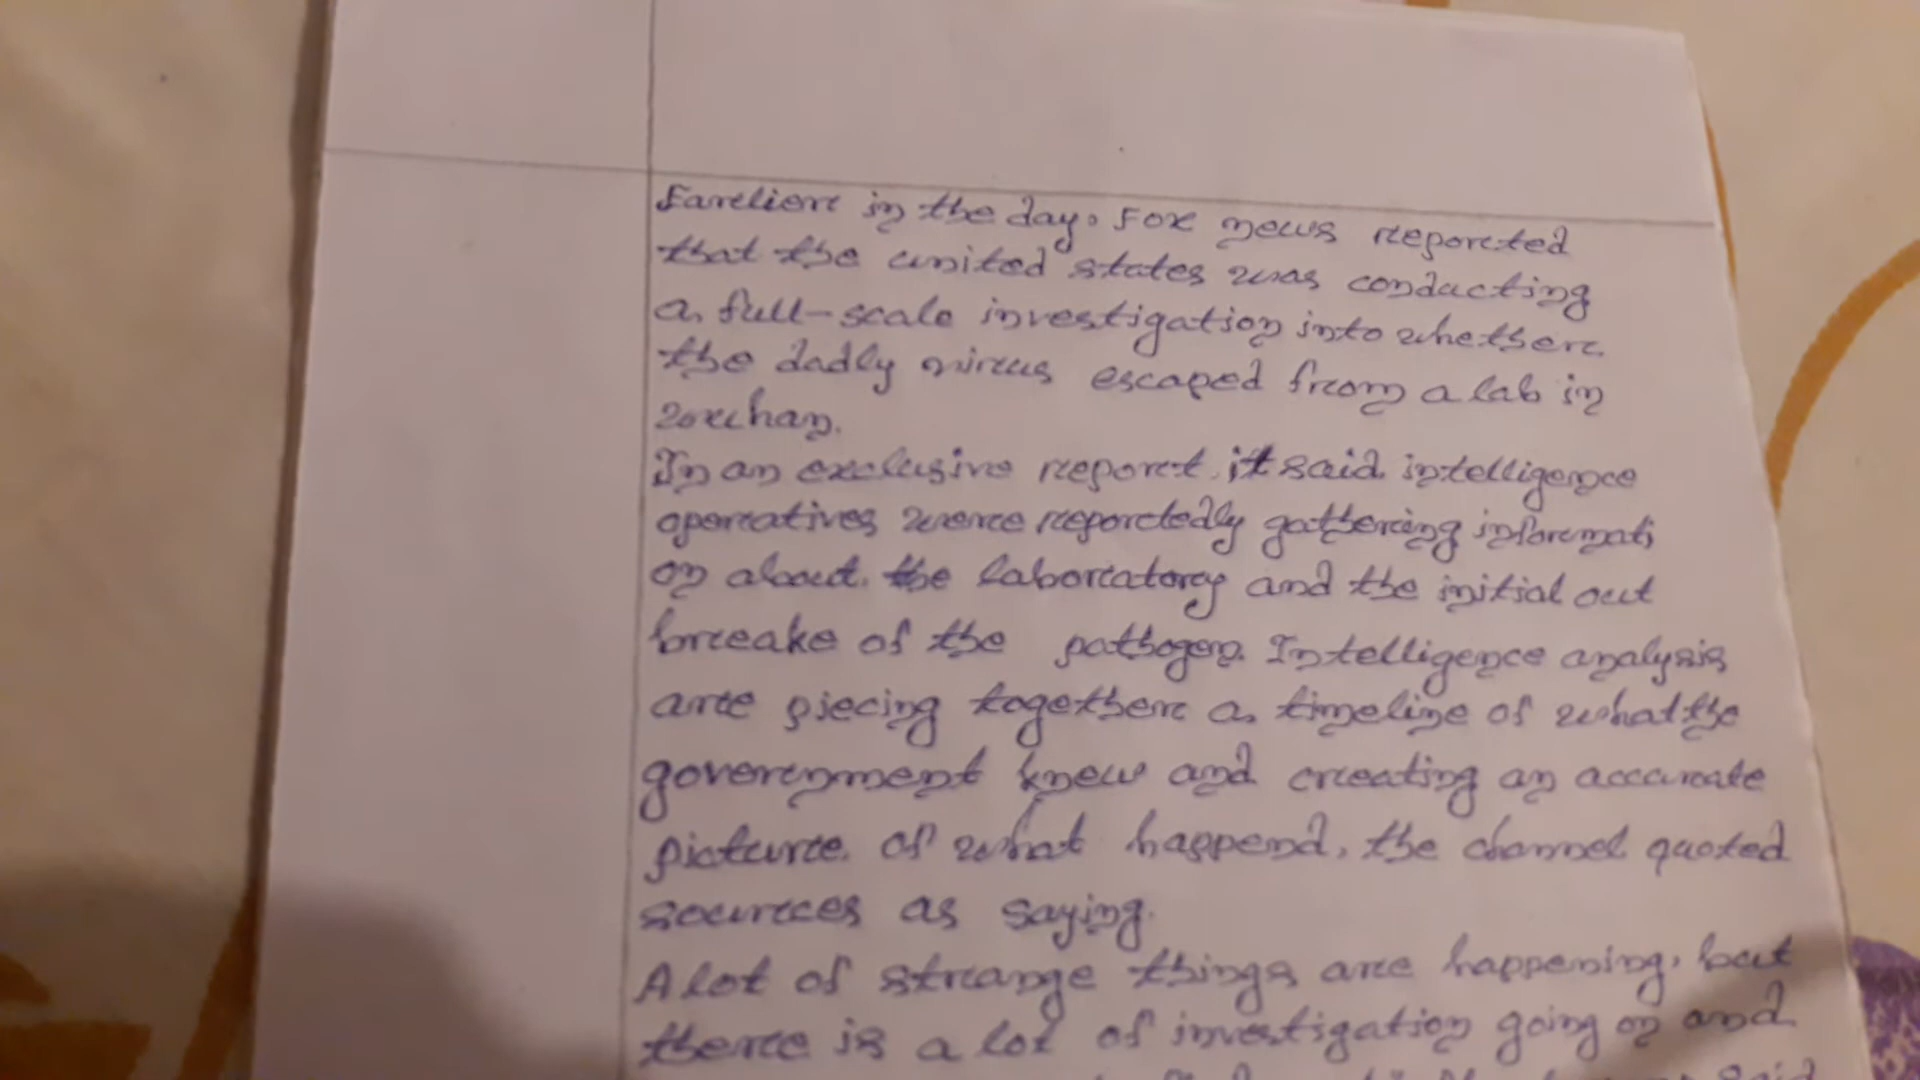 Earlier in the day. Fox news reported
that the united states was conducting
a full-scale investigation into whether
the dadly virus escaped from a lab in
wuhan.
In an exclusive report, it said intelligence
operatives were reportedly gathering informati
on about the laboratory and the initial out
breake of the pathogen. Intelligence analysis
are piecing together a timeline of what the
government knew and creating an accurate
picture of what happend, the channel quoted
sources as saying.
A lot of strange things are happening, but
there is a lot of investigation going on and
said